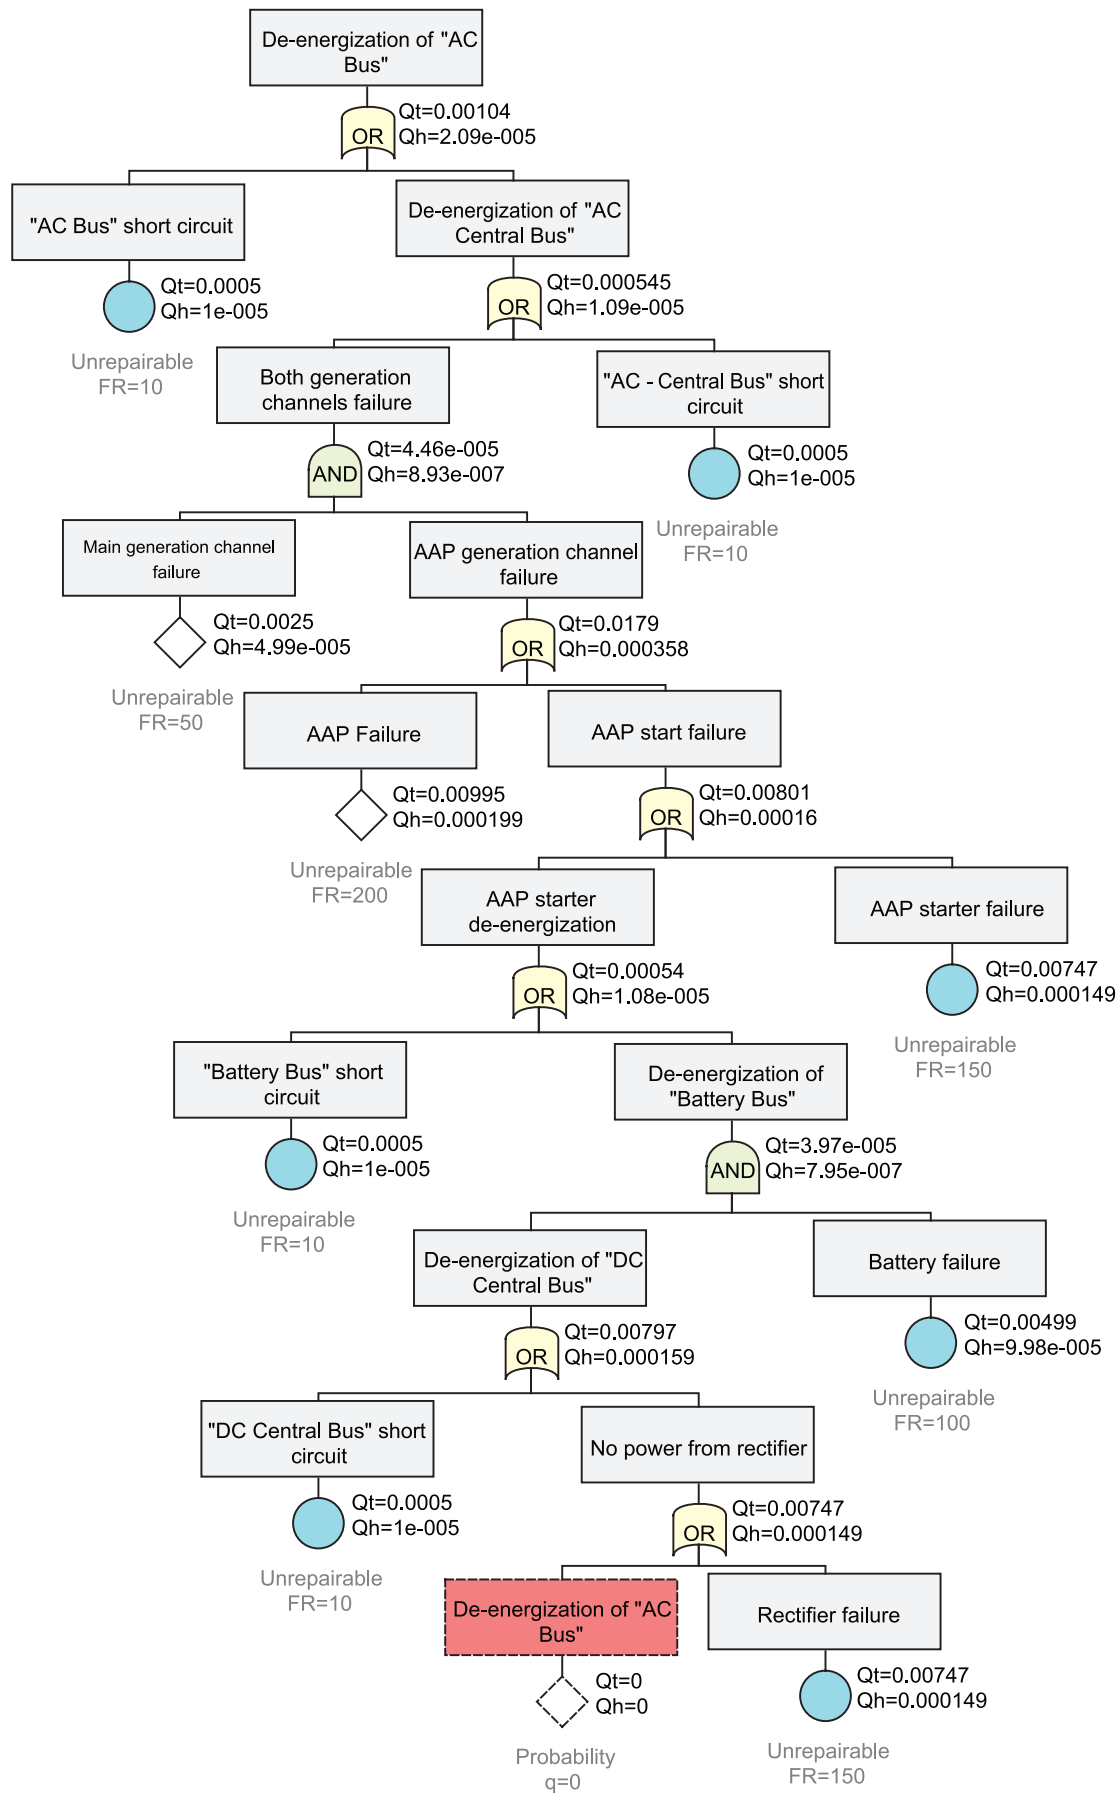 De-energization of "AC
Bus"
Qt=0.00104
Qh=2.09e-005
OR
"AC Bus" short circuit
De-energization of "AC
Central Bus"
Qt=0.0005
Qh=1e-005
Unrepairable
FR=10
Qt=0.000545
Qh=1.09e-005
OR
Both generation
channels failure
"AC - Central Bus" short
circuit
Qt=4.46e-005
Qh=8.93e-007
AND
Qt=0.0005
Qh=1e-005
Unrepairable
FR=10
Main generation channel
failure
AAP generation channel
failure
Qt=0.0025
Qh=4.99e-005
Unrepairable
FR=50
Qt=0.0179
Qh=0.000358
OR
AAP Failure
AAP start failure
Qt=0.00995
Qh=0.000199
Unrepairable
FR=200
Qt=0.00801
Qh=0.00016
OR
AAP starter
de-energization
AAP starter failure
Qt=0.00054
Qh=1.08e-005
OR
Qt=0.00747
Qh=0.000149
Unrepairable
FR=150
"Battery Bus" short
circuit
De-energization of
"Battery Bus"
Qt=0.0005
Qh=1e-005
Unrepairable
FR=10
Qt=3.97e-005
Qh=7.95e-007
AND
De-energization of "DC
Central Bus"
Battery failure
Qt=0.00797
Qh=0.000159
OR
Qt=0.00499
Qh=9.98e-005
Unrepairable
FR=100
"DC Central Bus" short
circuit
No power from rectifier
Qt=0.0005
Qh=1e-005
Unrepairable
FR=10
Qt=0.00747
Qh=0.000149
OR
De-energization of "AC
Bus"
Rectifier failure
Qt=0
Qh=0
Probability
q=0
Qt=0.00747
Qh=0.000149
Unrepairable
FR=150